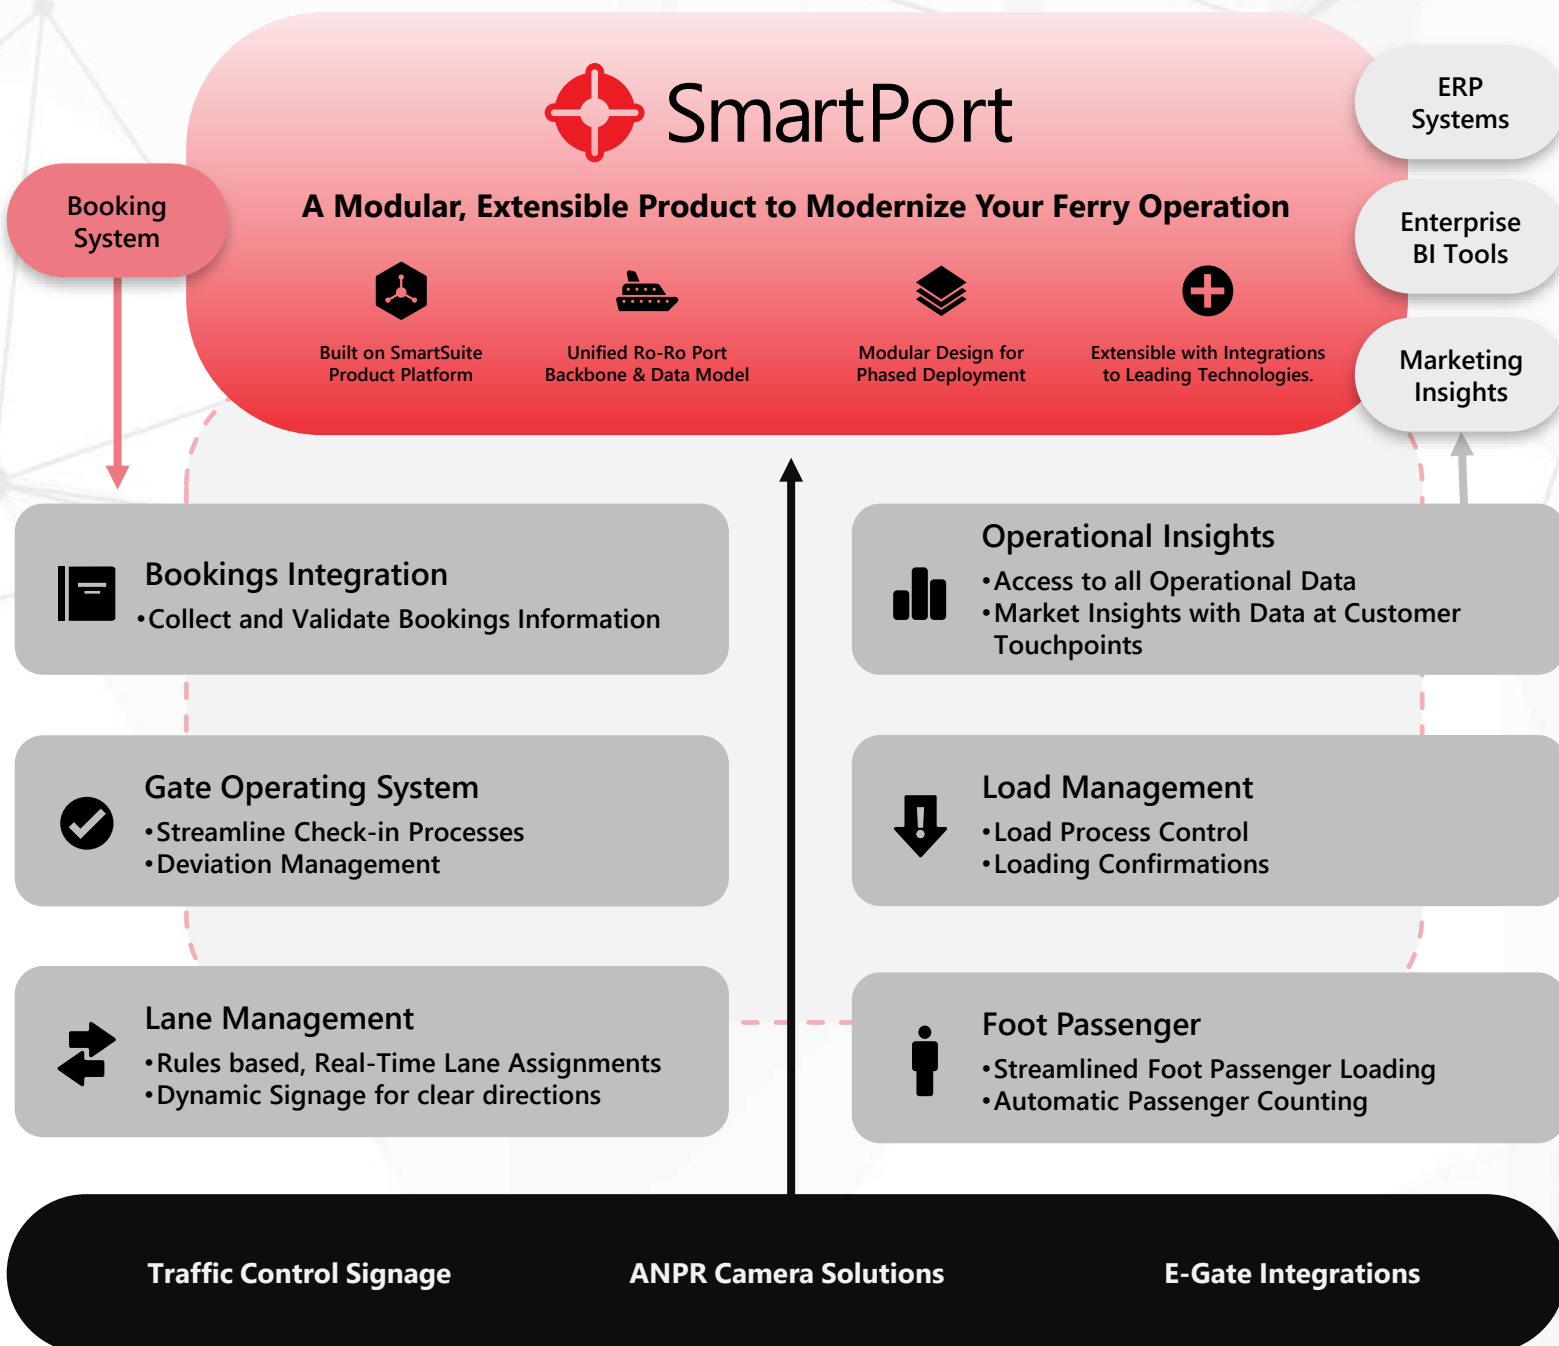 SmartPort
A Modular, Extensible Product to Modernize Your Ferry Operation
Built on SmartSuite
Product Platform
Unified Ro-Ro Port
Backbone & Data Model
Modular Design for
Phased Deployment
Extensible with Integrations
to Leading Technologies.
Booking
System
ERP
Systems
Enterprise
BI Tools
Marketing
Insights
Bookings Integration
•Collect and Validate Bookings Information
Gate Operating System
•Streamline Check-in Processes
•Deviation Management
Lane Management
•Rules based, Real-Time Lane Assignments
•Dynamic Signage for clear directions
Operational Insights
•Access to all Operational Data
•Market Insights with Data at Customer
Touchpoints
Load Management
•Load Process Control
•Loading Confirmations
Foot Passenger
•Streamlined Foot Passenger Loading
•Automatic Passenger Counting
Traffic Control Signage
ANPR Camera Solutions
E-Gate Integrations